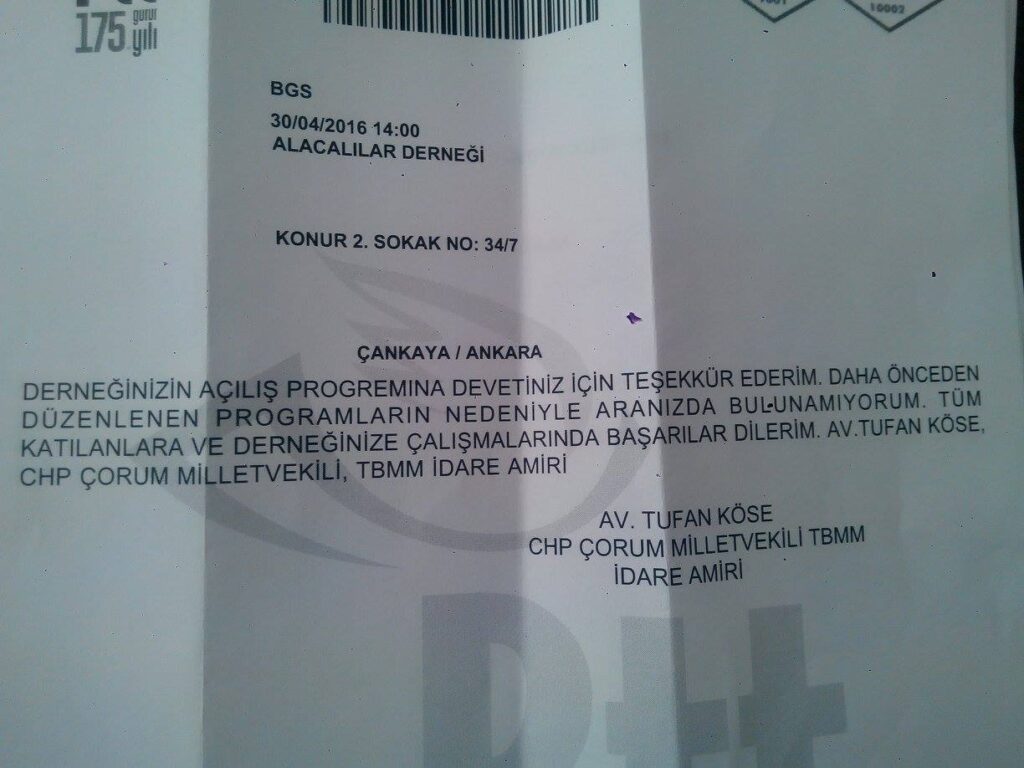 175 gurur yılı
1001
10002
BGS
30/04/2016 14:00
ALACALILAR DERNEĞİ
KONUR 2. SOKAK NO: 34/7
ÇANKAYA / ANKARA
DERNEĞİNİZİN AÇILIŞ PROGREMINA DEVETİNİZ İÇİN TEŞEKKÜR EDERİM. DAHA ÖNCEDEN
DÜZENLENEN PROGRAMLARIN NEDENİYLE ARANIZDA BULUNAMIYORUM. TÜM
KATILANLARA VE DERNEĞİNİZE ÇALIŞMALARINDA BAŞARILAR DİLERİM. AV.TUFAN KÖSE,
CHP ÇORUM MİLLETVEKİLİ, TBMM İDARE AMİRİ
AV. TUFAN KÖSE
CHP ÇORUM MİLLETVEKİLİ TBMM
İDARE AMİRİ
Ptt